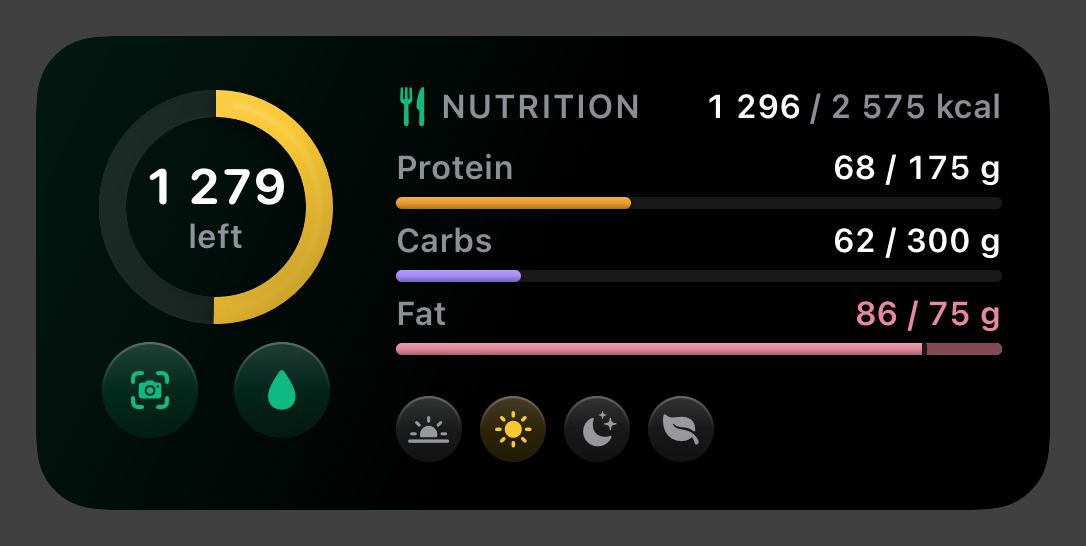 1 279
left
NUTRITION 1 296 / 2 575 kcal
Protein 68 / 175 g
Carbs 62 / 300 g
Fat 86 / 75 g